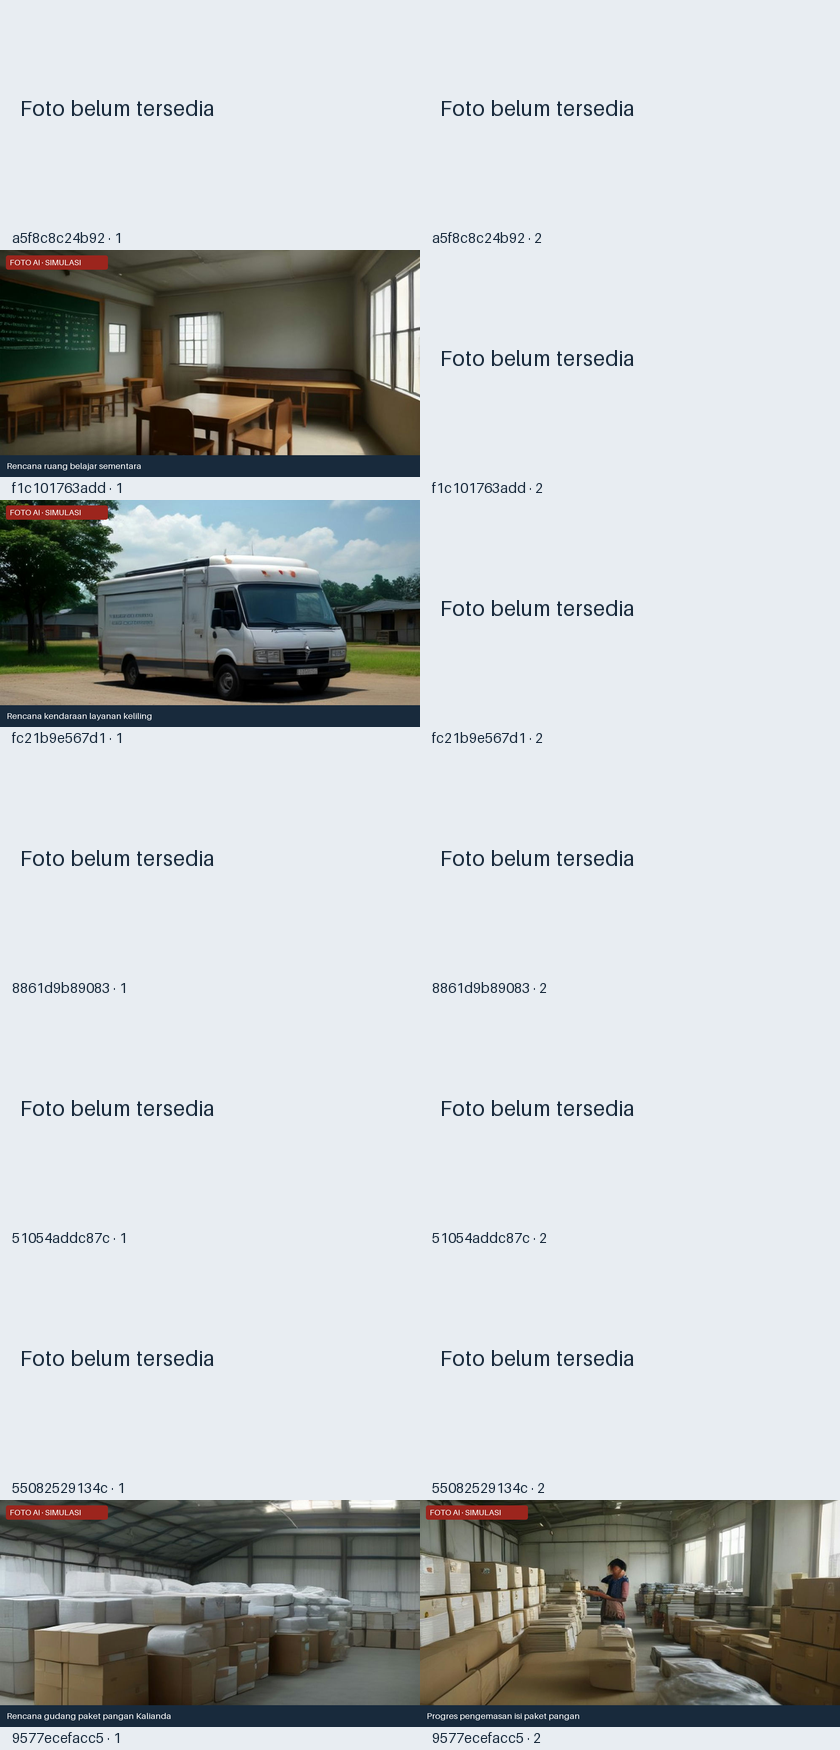 Foto belum tersedia
Foto belum tersedia
a5f8c8c24b92 · 1
a5f8c8c24b92 · 2
FOTO AI · SIMULASI
Foto belum tersedia
Rencana ruang belajar sementara
f1c101763add · 1
f1c101763add · 2
FOTO AI · SIMULASI
Foto belum tersedia
Rencana kendaraan layanan keliling
fc21b9e567d1 · 1
fc21b9e567d1 · 2
Foto belum tersedia
Foto belum tersedia
8861d9b89083 · 1
8861d9b89083 · 2
Foto belum tersedia
Foto belum tersedia
51054addc87c · 1
51054addc87c · 2
Foto belum tersedia
Foto belum tersedia
55082529134c · 1
55082529134c · 2
FOTO AI · SIMULASI
FOTO AI · SIMULASI
Rencana gudang paket pangan Kalianda
Progres pengemasan isi paket pangan
9577ecefacc5 · 1
9577ecefacc5 · 2